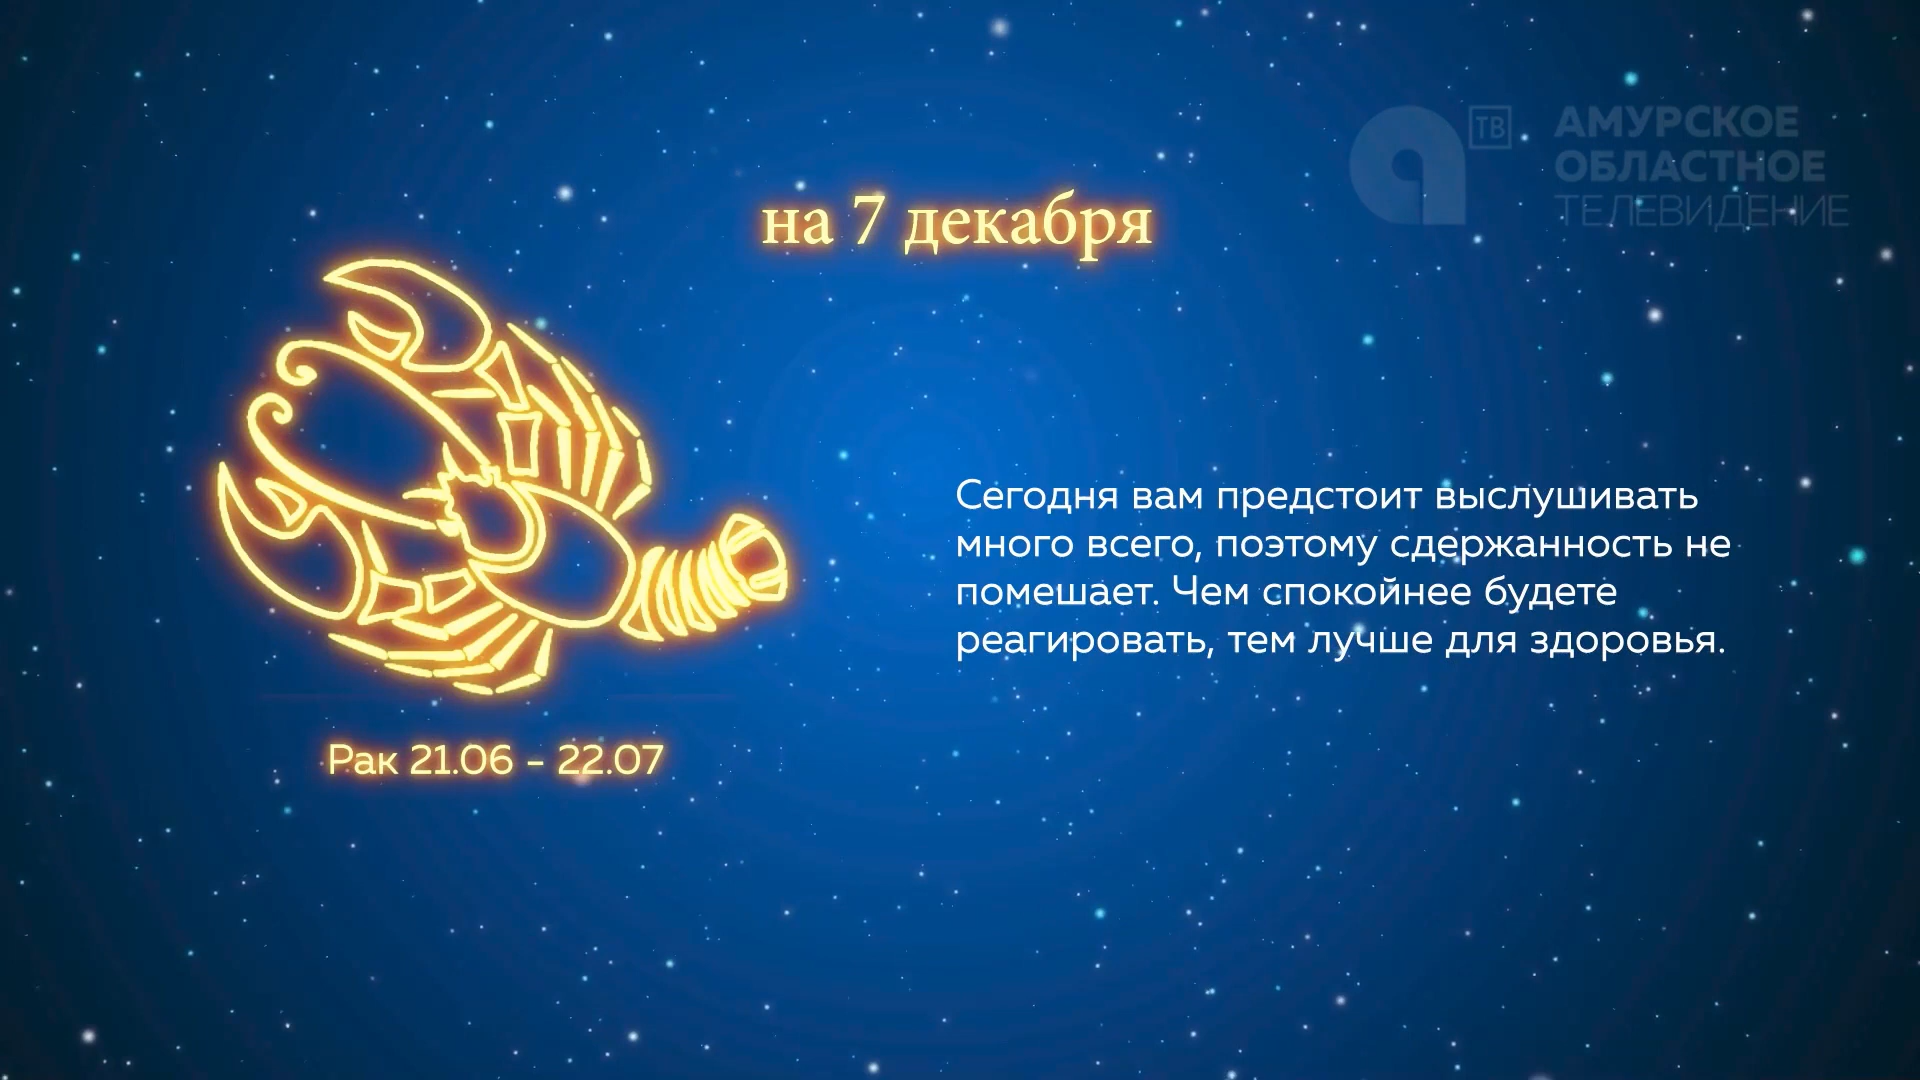 ТВ
АМУРСКОЕ
ОБЛАСТНОЕ
ТЕЛЕВИДЕНИЕ
на 7 декабря
Сегодня вам предстоит выслушивать
много всего, поэтому сдержанность не
помешает. Чем спокойнее будете
реагировать, тем лучше для здоровья.
Рак 21.06 - 22.07